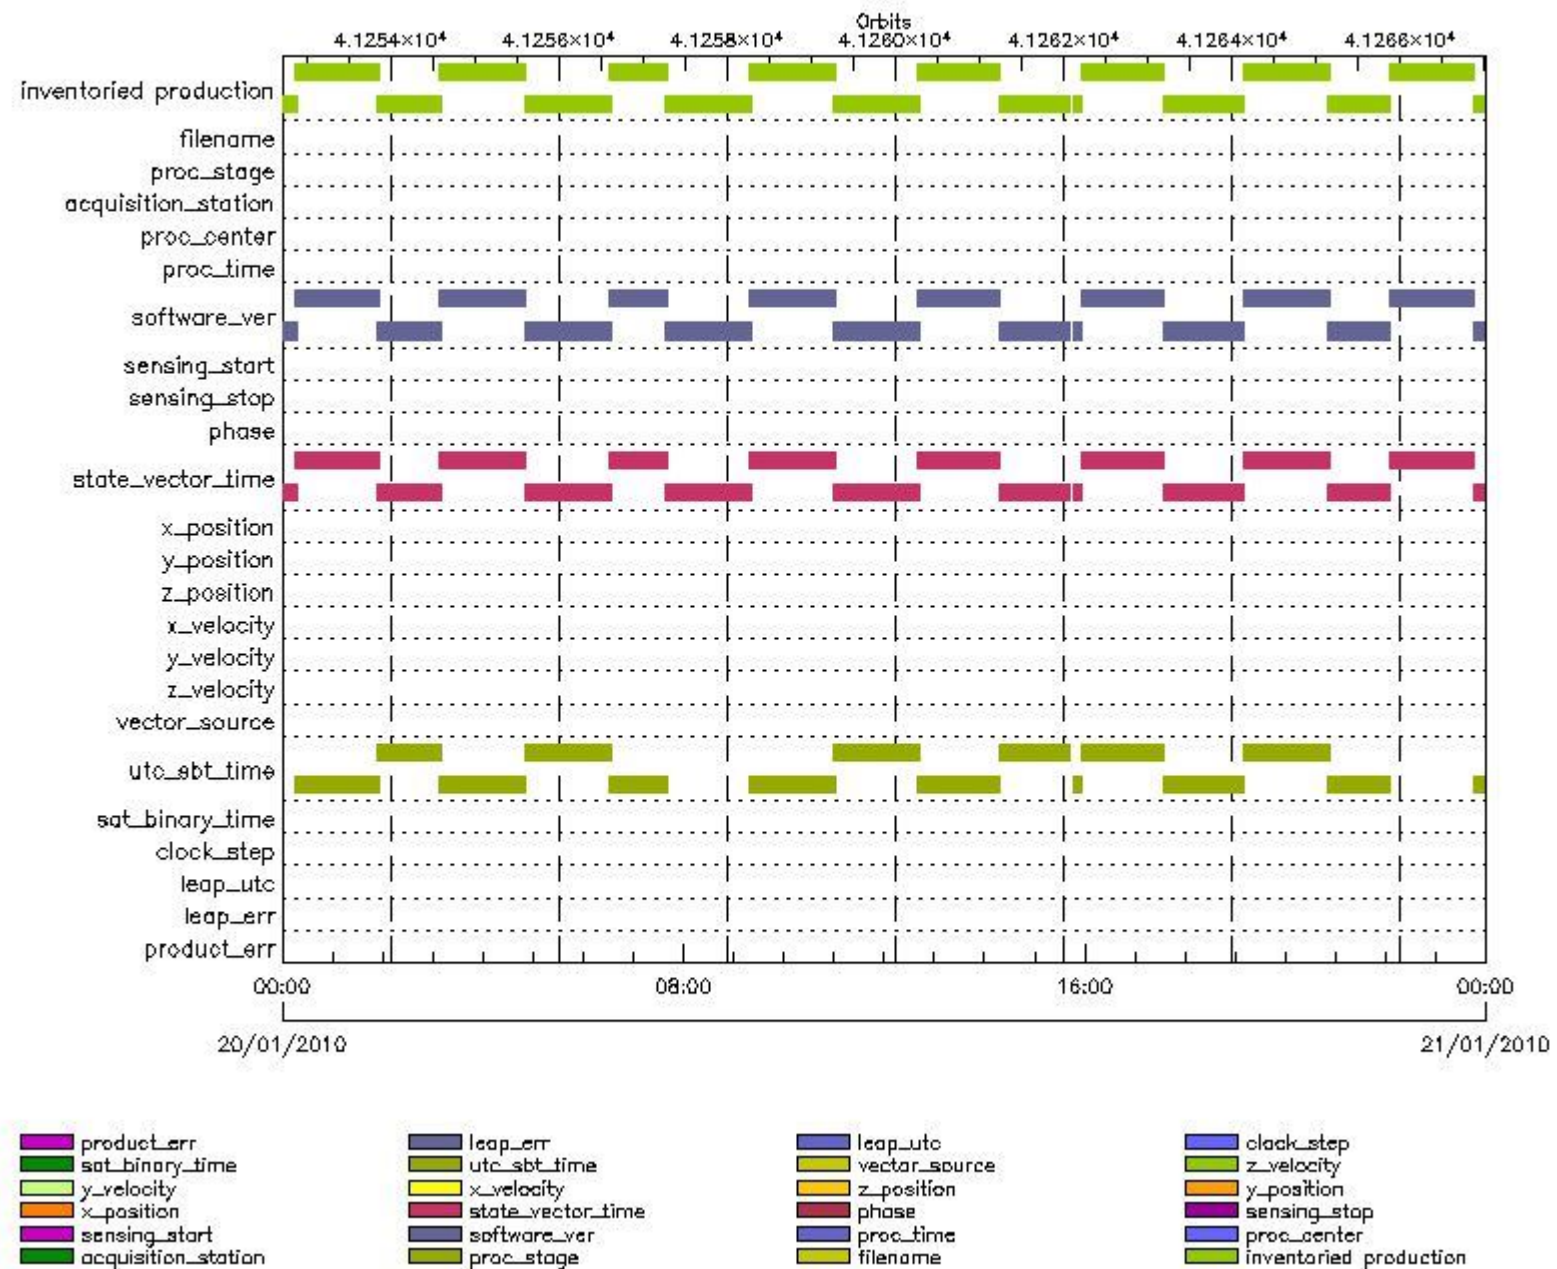 Orbits
4.1254×10⁴ 4.1256×10⁴ 4.1258×10⁴ 4.1260×10⁴ 4.1262×10⁴ 4.1264×10⁴ 4.1266×10⁴
inventoried production
filename
proc_stage
acquisition_station
proc_center
proc_time
software_ver
sensing_start
sensing_stop
phase
state_vector_time
x_position
y_position
z_position
x_velocity
y_velocity
z_velocity
vector_source
utc_sbt_time
sat_binary_time
clock_step
leap_utc
leap_err
product_err
00:00 08:00 16:00 00:00
20/01/2010 21/01/2010
product_err leap_err leap_utc clock_step
sat_binary_time utc_sbt_time vector_source z_velocity
y_velocity x_velocity z_position y_position
x_position state_vector_time phase sensing_stop
sensing_start software_ver proc_time proc_center
acquisition_station proc_stage filename inventoried production